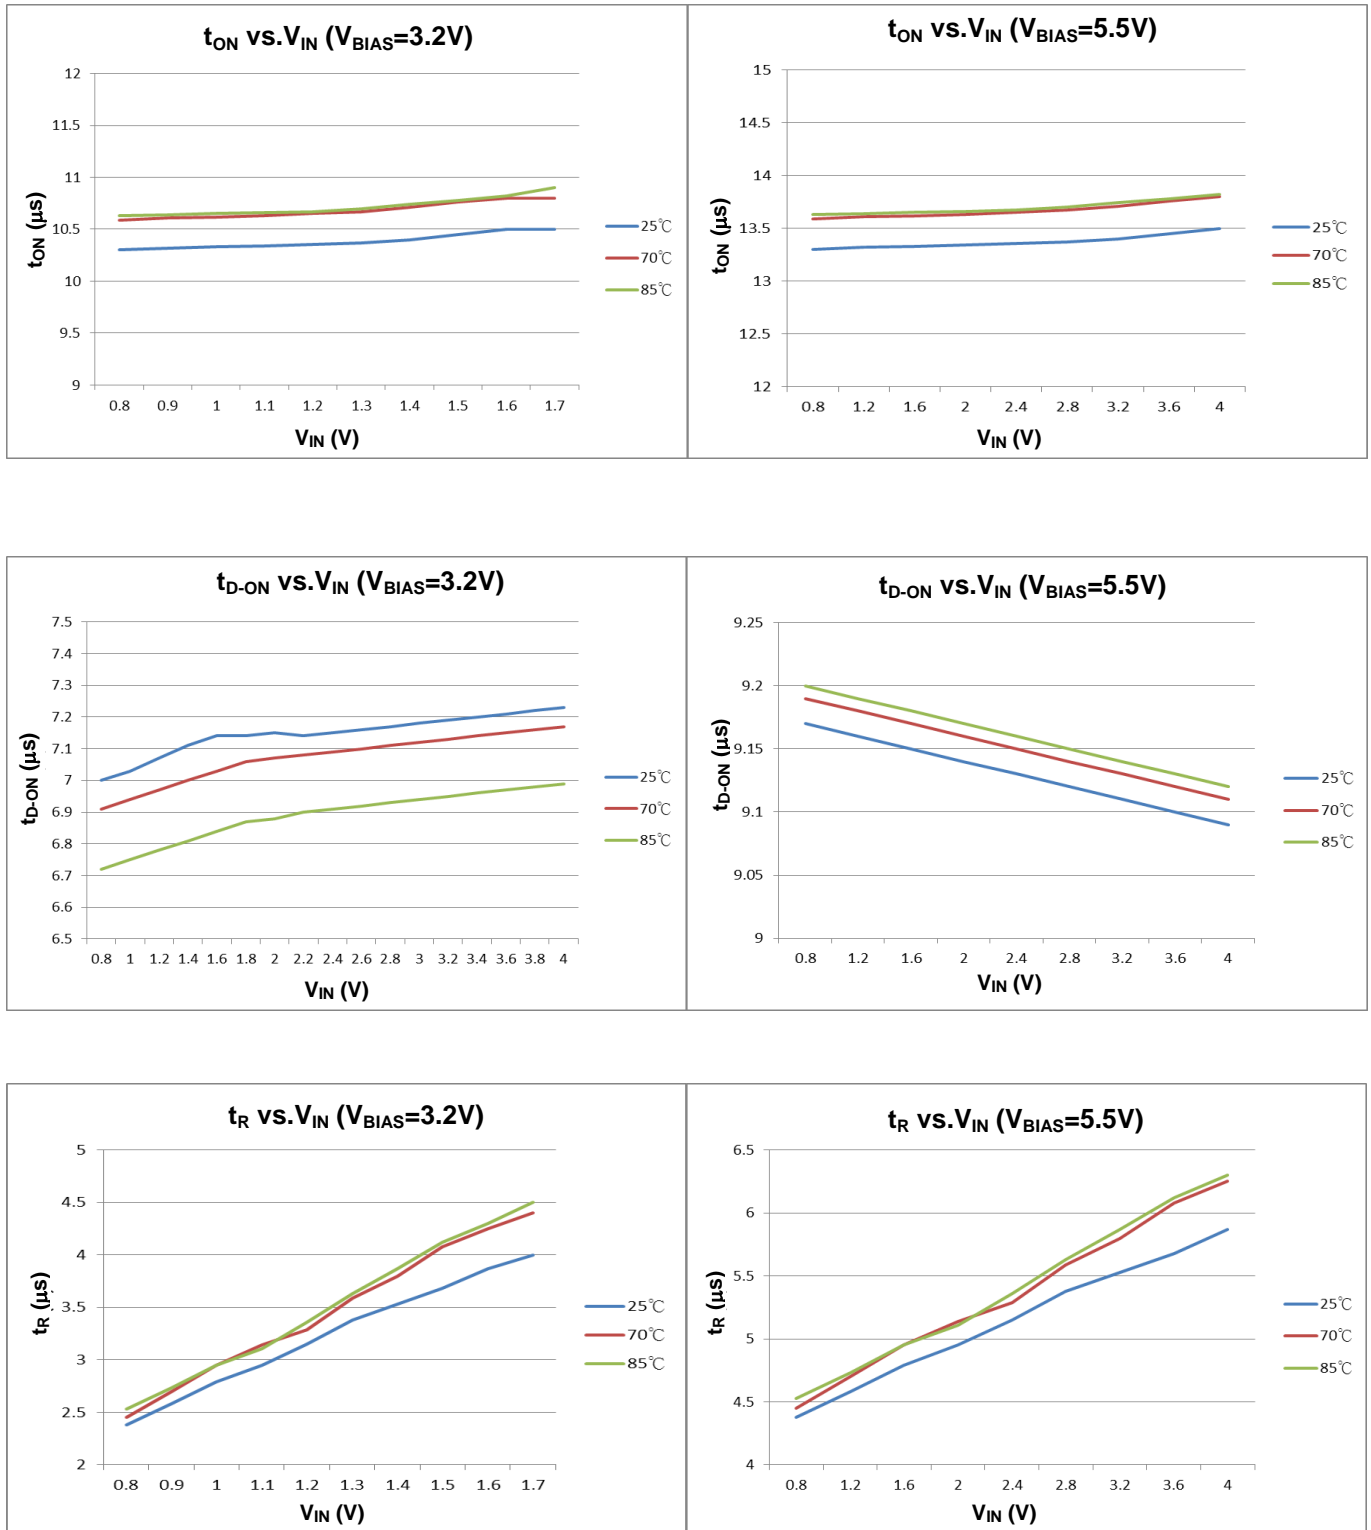 tON vs.VIN (VBIAS=3.2V)
12
11.5
11
10.5
10
9.5
9
tON (µs)
0.8 0.9 1 1.1 1.2 1.3 1.4 1.5 1.6 1.7
VIN (V)
25℃
70℃
85℃
tON vs.VIN (VBIAS=5.5V)
15
14.5
14
13.5
13
12.5
12
tON (µs)
0.8 1.2 1.6 2 2.4 2.8 3.2 3.6 4
VIN (V)
25℃
70℃
85℃
tD-ON vs.VIN (VBIAS=3.2V)
7.5
7.4
7.3
7.2
7.1
7
6.9
6.8
6.7
6.6
6.5
tD-ON (µs)
0.8 1 1.2 1.4 1.6 1.8 2 2.2 2.4 2.6 2.8 3 3.2 3.4 3.6 3.8 4
VIN (V)
25℃
70℃
85℃
tD-ON vs.VIN (VBIAS=5.5V)
9.25
9.2
9.15
9.1
9.05
9
tD-ON (µs)
0.8 1.2 1.6 2 2.4 2.8 3.2 3.6 4
VIN (V)
25℃
70℃
85℃
tR vs.VIN (VBIAS=3.2V)
5
4.5
4
3.5
3
2.5
2
tR (µs)
0.8 0.9 1 1.1 1.2 1.3 1.4 1.5 1.6 1.7
VIN (V)
25℃
70℃
85℃
tR vs.VIN (VBIAS=5.5V)
6.5
6
5.5
5
4.5
4
tR (µs)
0.8 1.2 1.6 2 2.4 2.8 3.2 3.6 4
VIN (V)
25℃
70℃
85℃